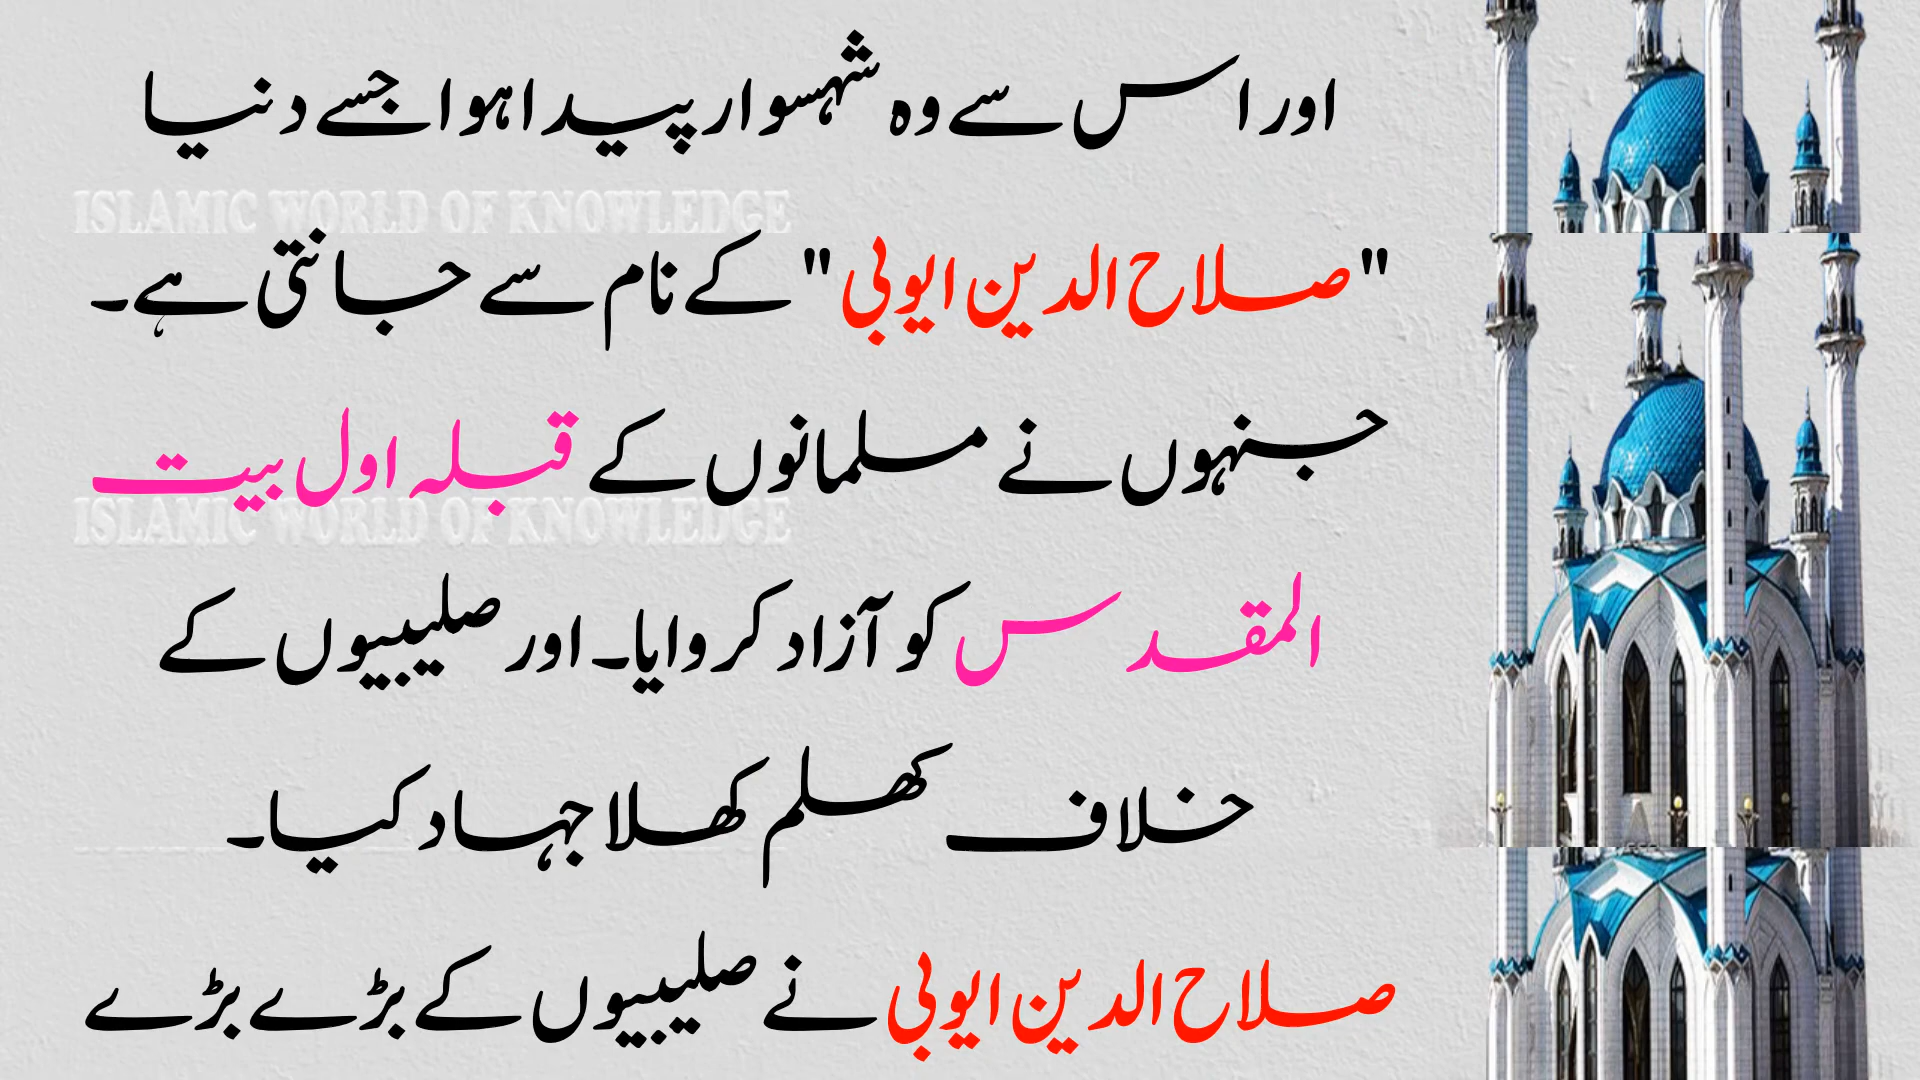 اور اس سے وہ شہسوار پیدا ہوا جسے دنیا
ISLAMIC WORLD OF KNOWLEDGE
"صلاح الدین ایوبی" کے نام سے جانتی ہے۔
جنہوں نے مسلمانوں کے قبلہ اول بیت
ISLAMIC WORLD OF KNOWLEDGE
المقدس کو آزاد کروایا۔ اور صلیبیوں کے
خلاف کھلم کھلا جہاد کیا۔
صلاح الدین ایوبی نے صلیبیوں کے بڑے بڑے